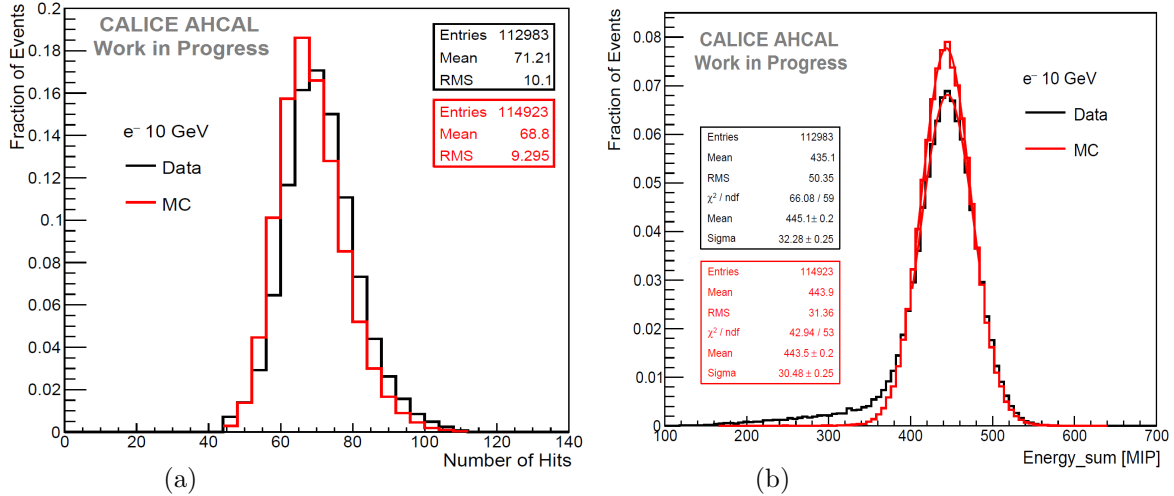 CALICE AHCAL
Work in Progress
Entries 112983
Mean 71.21
RMS 10.1
Entries 114923
Mean 68.8
RMS 9.295
e⁻ 10 GeV
Data
MC
Fraction of Events
0.2
0.18
0.16
0.14
0.12
0.1
0.08
0.06
0.04
0.02
0
0 20 40 60 80 100 120 140
Number of Hits
(a)
CALICE AHCAL
Work in Progress
e⁻ 10 GeV
Data
MC
Entries 112983
Mean 435.1
RMS 50.35
χ² / ndf 66.08 / 59
Mean 445.1 ± 0.2
Sigma 32.28 ± 0.25
Entries 114923
Mean 443.9
RMS 31.36
χ² / ndf 42.94 / 53
Mean 443.5 ± 0.2
Sigma 30.48 ± 0.25
Fraction of Events
0.08
0.07
0.06
0.05
0.04
0.03
0.02
0.01
0
100 200 300 400 500 600 700
Energy_sum [MIP]
(b)